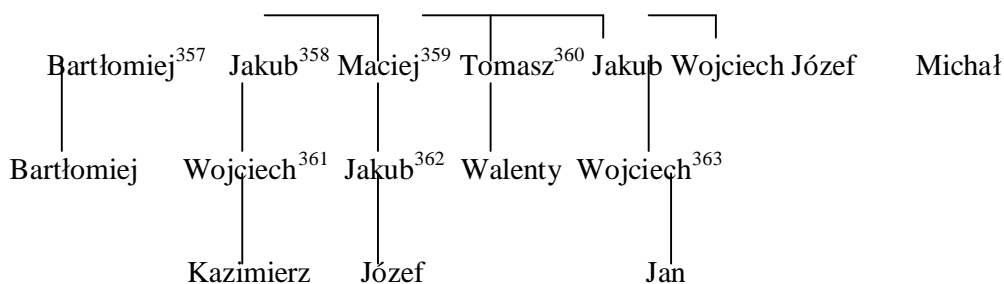 Bartłomiej357 Jakub358 Maciej359 Tomasz360 Jakub Wojciech Józef Michał
Bartłomiej Wojciech361 Jakub362 Walenty Wojciech363
Kazimierz Józef Jan